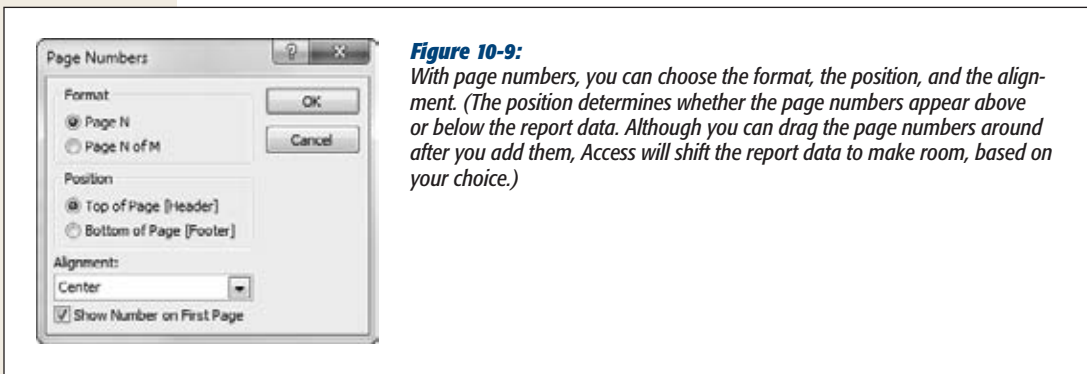 Page Numbers
Format
Page N
Page N of M
OK
Cancel
Position
Top of Page [Header]
Bottom of Page [Footer]
Alignment:
Center
Show Number on First Page
Figure 10-9:
With page numbers, you can choose the format, the position, and the align-
ment. (The position determines whether the page numbers appear above
or below the report data. Although you can drag the page numbers around
after you add them, Access will shift the report data to make room, based on
your choice.)